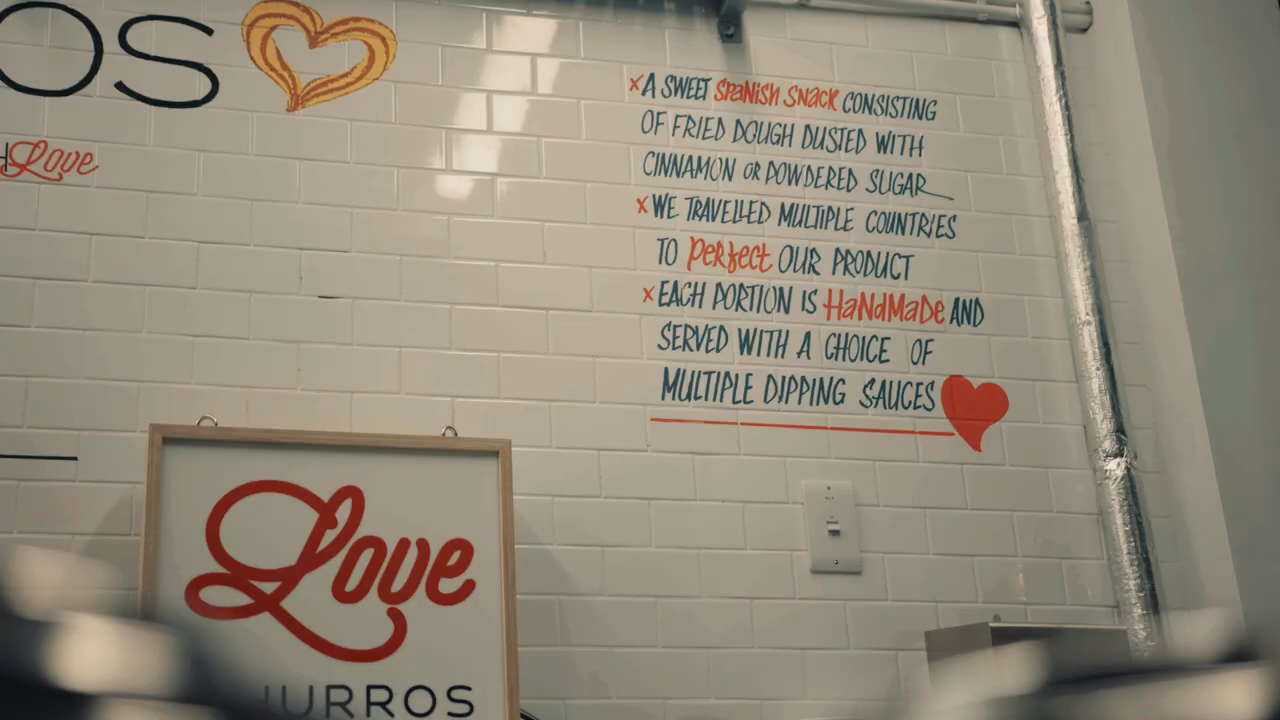 OS
Love
x A SWEET SPANISH SNACK CONSISTING
OF FRIED DOUGH DUSTED WITH
CINNAMON OR POWDERED SUGAR
x WE TRAVELLED MULTIPLE COUNTRIES
TO PERFECT OUR PRODUCT
x EACH PORTION IS HANDMADE AND
SERVED WITH A CHOICE OF
MULTIPLE DIPPING SAUCES
Love
URROS